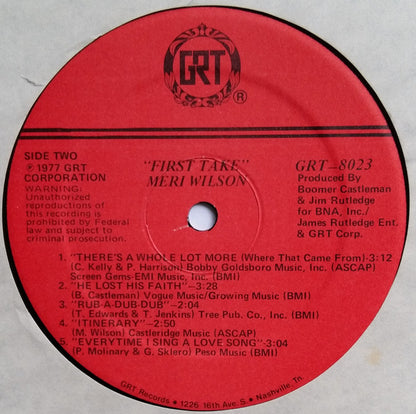 GRT
®
SIDE TWO
℗ 1977 GRT
CORPORATION
WARNING:
Unauthorized
reproductions of
this recording is
prohibited by Federal
law and subject to
criminal prosecution.
"FIRST TAKE"
MERI WILSON
GRT-8023
Produced By
Boomer Castleman
& Jim Rutledge
for BNA, Inc./
James Rutledge Ent.
& GRT Corp.
1. "THERE'S A WHOLE LOT MORE (Where That Came From)-3:12
(C. Kelly & P. Harrison) Bobby Goldsboro Music, Inc. (ASCAP)
Screen Gems-EMI Music, Inc. (BMI)
2. "HE LOST HIS FAITH"-3:28
(B. Castleman) Vogue Music/Growing Music (BMI)
3. "RUB-A-DUB-DUB"-2:04
(T. Edwards & T. Jenkins) Tree Pub. Co., Inc. (BMI)
4. "ITINERARY"-2:50
(M. Wilson) Castleridge Music (ASCAP)
5. "EVERYTIME I SING A LOVE SONG"-3:04
(P. Molinary & G. Sklero) Peso Music (BMI)
GRT Records • 1226 16th Ave. S • Nashville, Tn.